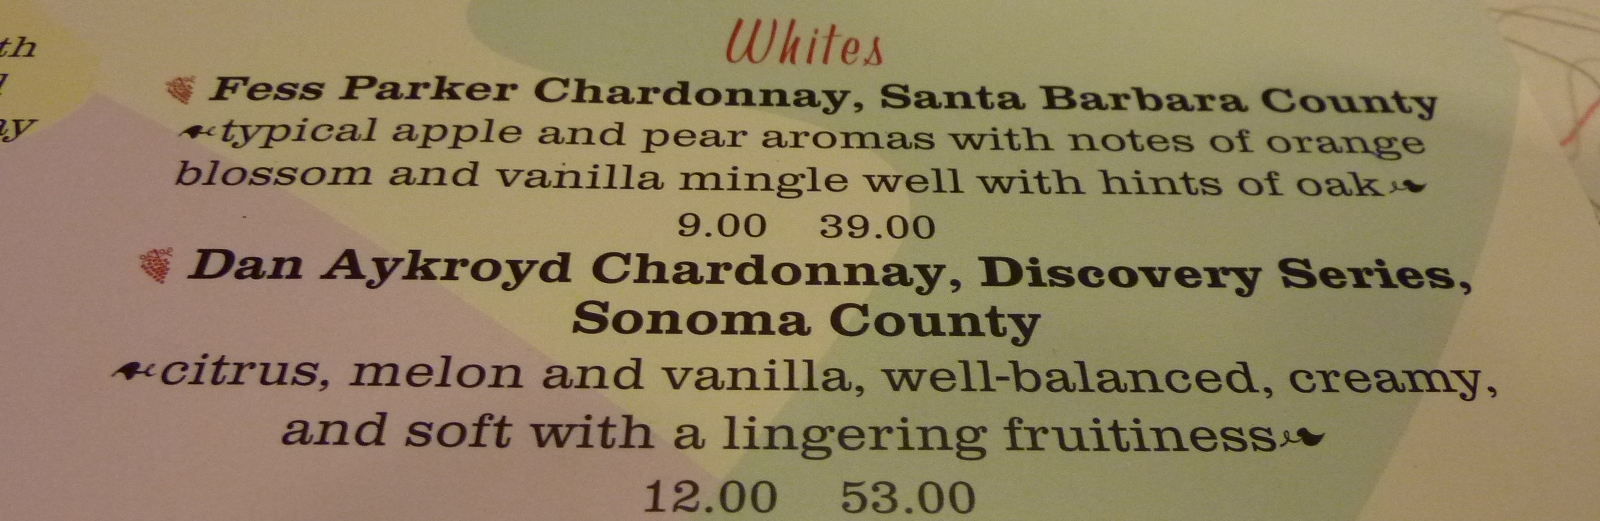 Whites
Fess Parker Chardonnay, Santa Barbara County
typical apple and pear aromas with notes of orange
blossom and vanilla mingle well with hints of oak
9.00 39.00
Dan Aykroyd Chardonnay, Discovery Series,
Sonoma County
citrus, melon and vanilla, well-balanced, creamy,
and soft with a lingering fruitiness
12.00 53.00